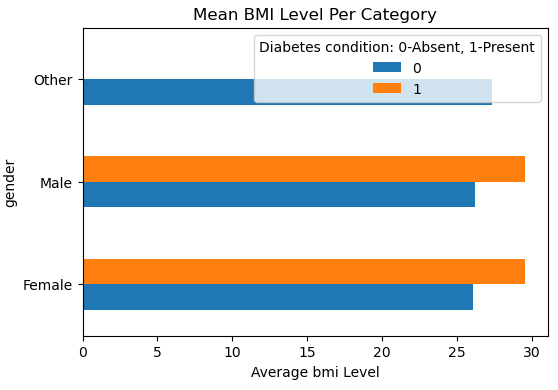 Mean BMI Level Per Category
Diabetes condition: 0-Absent, 1-Present
0
1
Other
Male
Female
gender
0 5 10 15 20 25 30
Average bmi Level